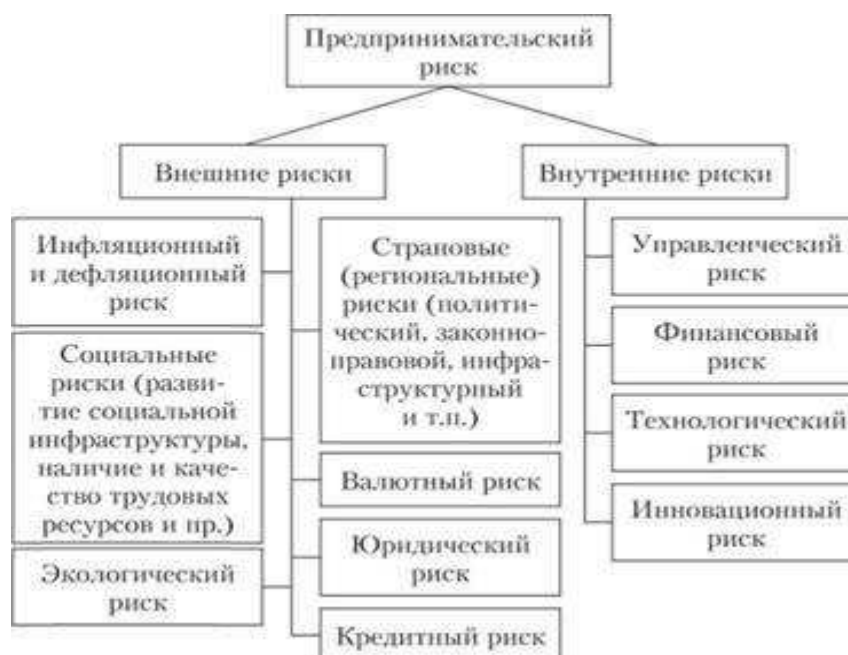 Предпринимательский
риск
Внешние риски
Внутренние риски
Инфляционный
и дефляционный
риск
Социальные
риски (разви-
тие социальной
инфраструктуры,
наличие и каче-
ство трудовых
ресурсов и пр.)
Экологический
риск
Страновые
(региональные)
риски (полити-
ческий, законно-
правовой, инфра-
структурный
и т.п.)
Валютный риск
Юридический
риск
Кредитный риск
Управленческий
риск
Финансовый
риск
Технологический
риск
Инновационный
риск